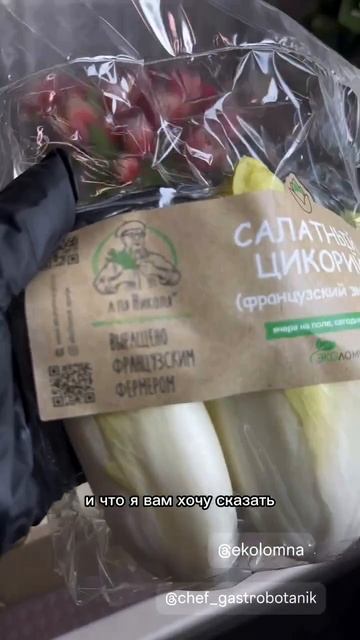 САЛАТНЫЙ
ЦИКОРИЙ
(французский
вчера на поле, сегодня
ЭКОЛОМ
А ля Никола
ВЫРАЩЕНО
ФРАНЦУЗСКИМ
ФЕРМЕРОМ
и что я вам хочу сказать
@ekolomna
@chef_gastrobotanik